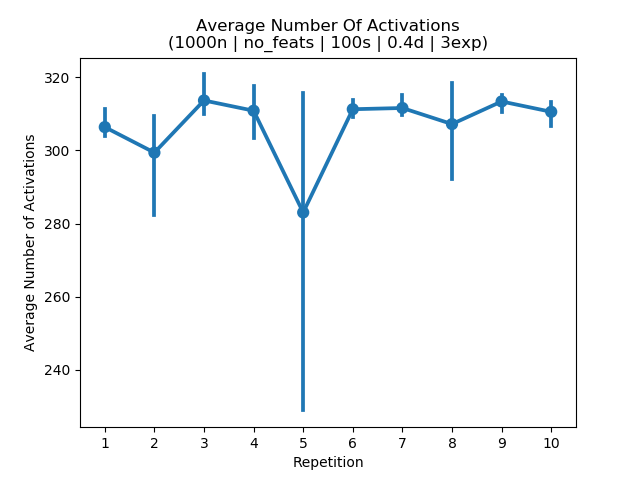 Average Number Of Activations
(1000n | no_feats | 100s | 0.4d | 3exp)
Average Number of Activations
320
300
280
260
240
1 2 3 4 5 6 7 8 9 10
Repetition